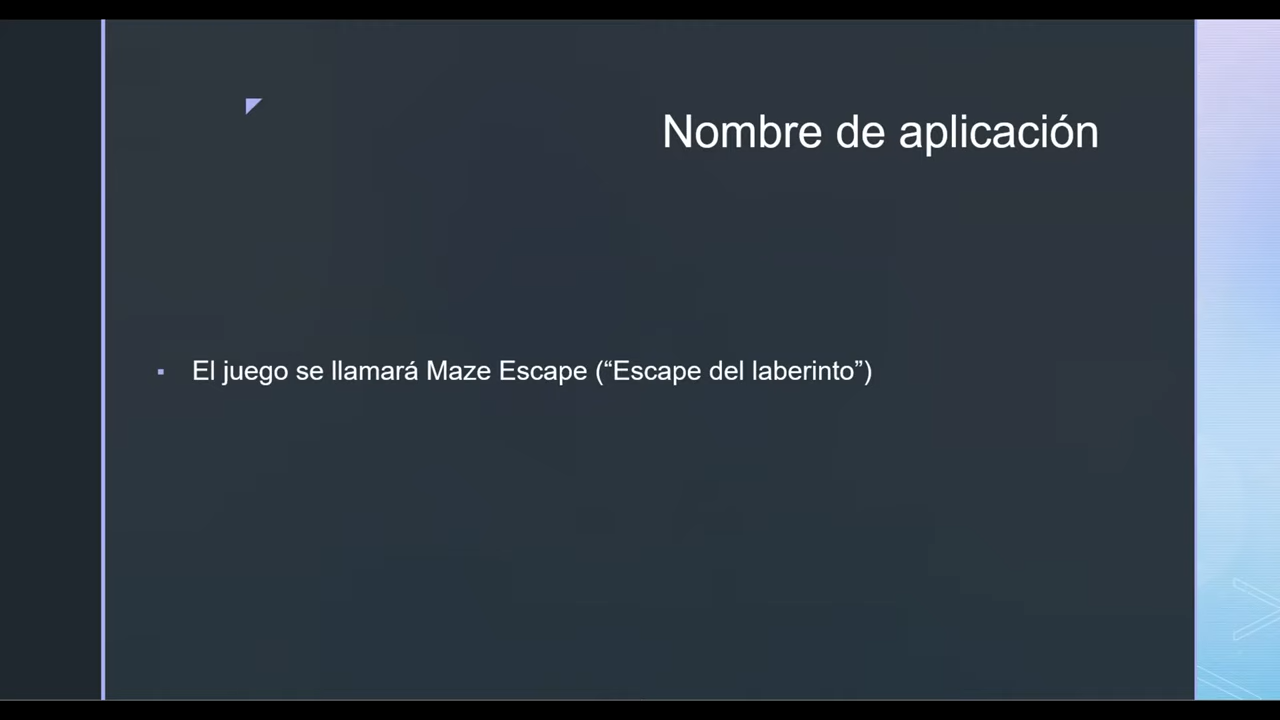 Nombre de aplicación
▪ El juego se llamará Maze Escape (“Escape del laberinto”)